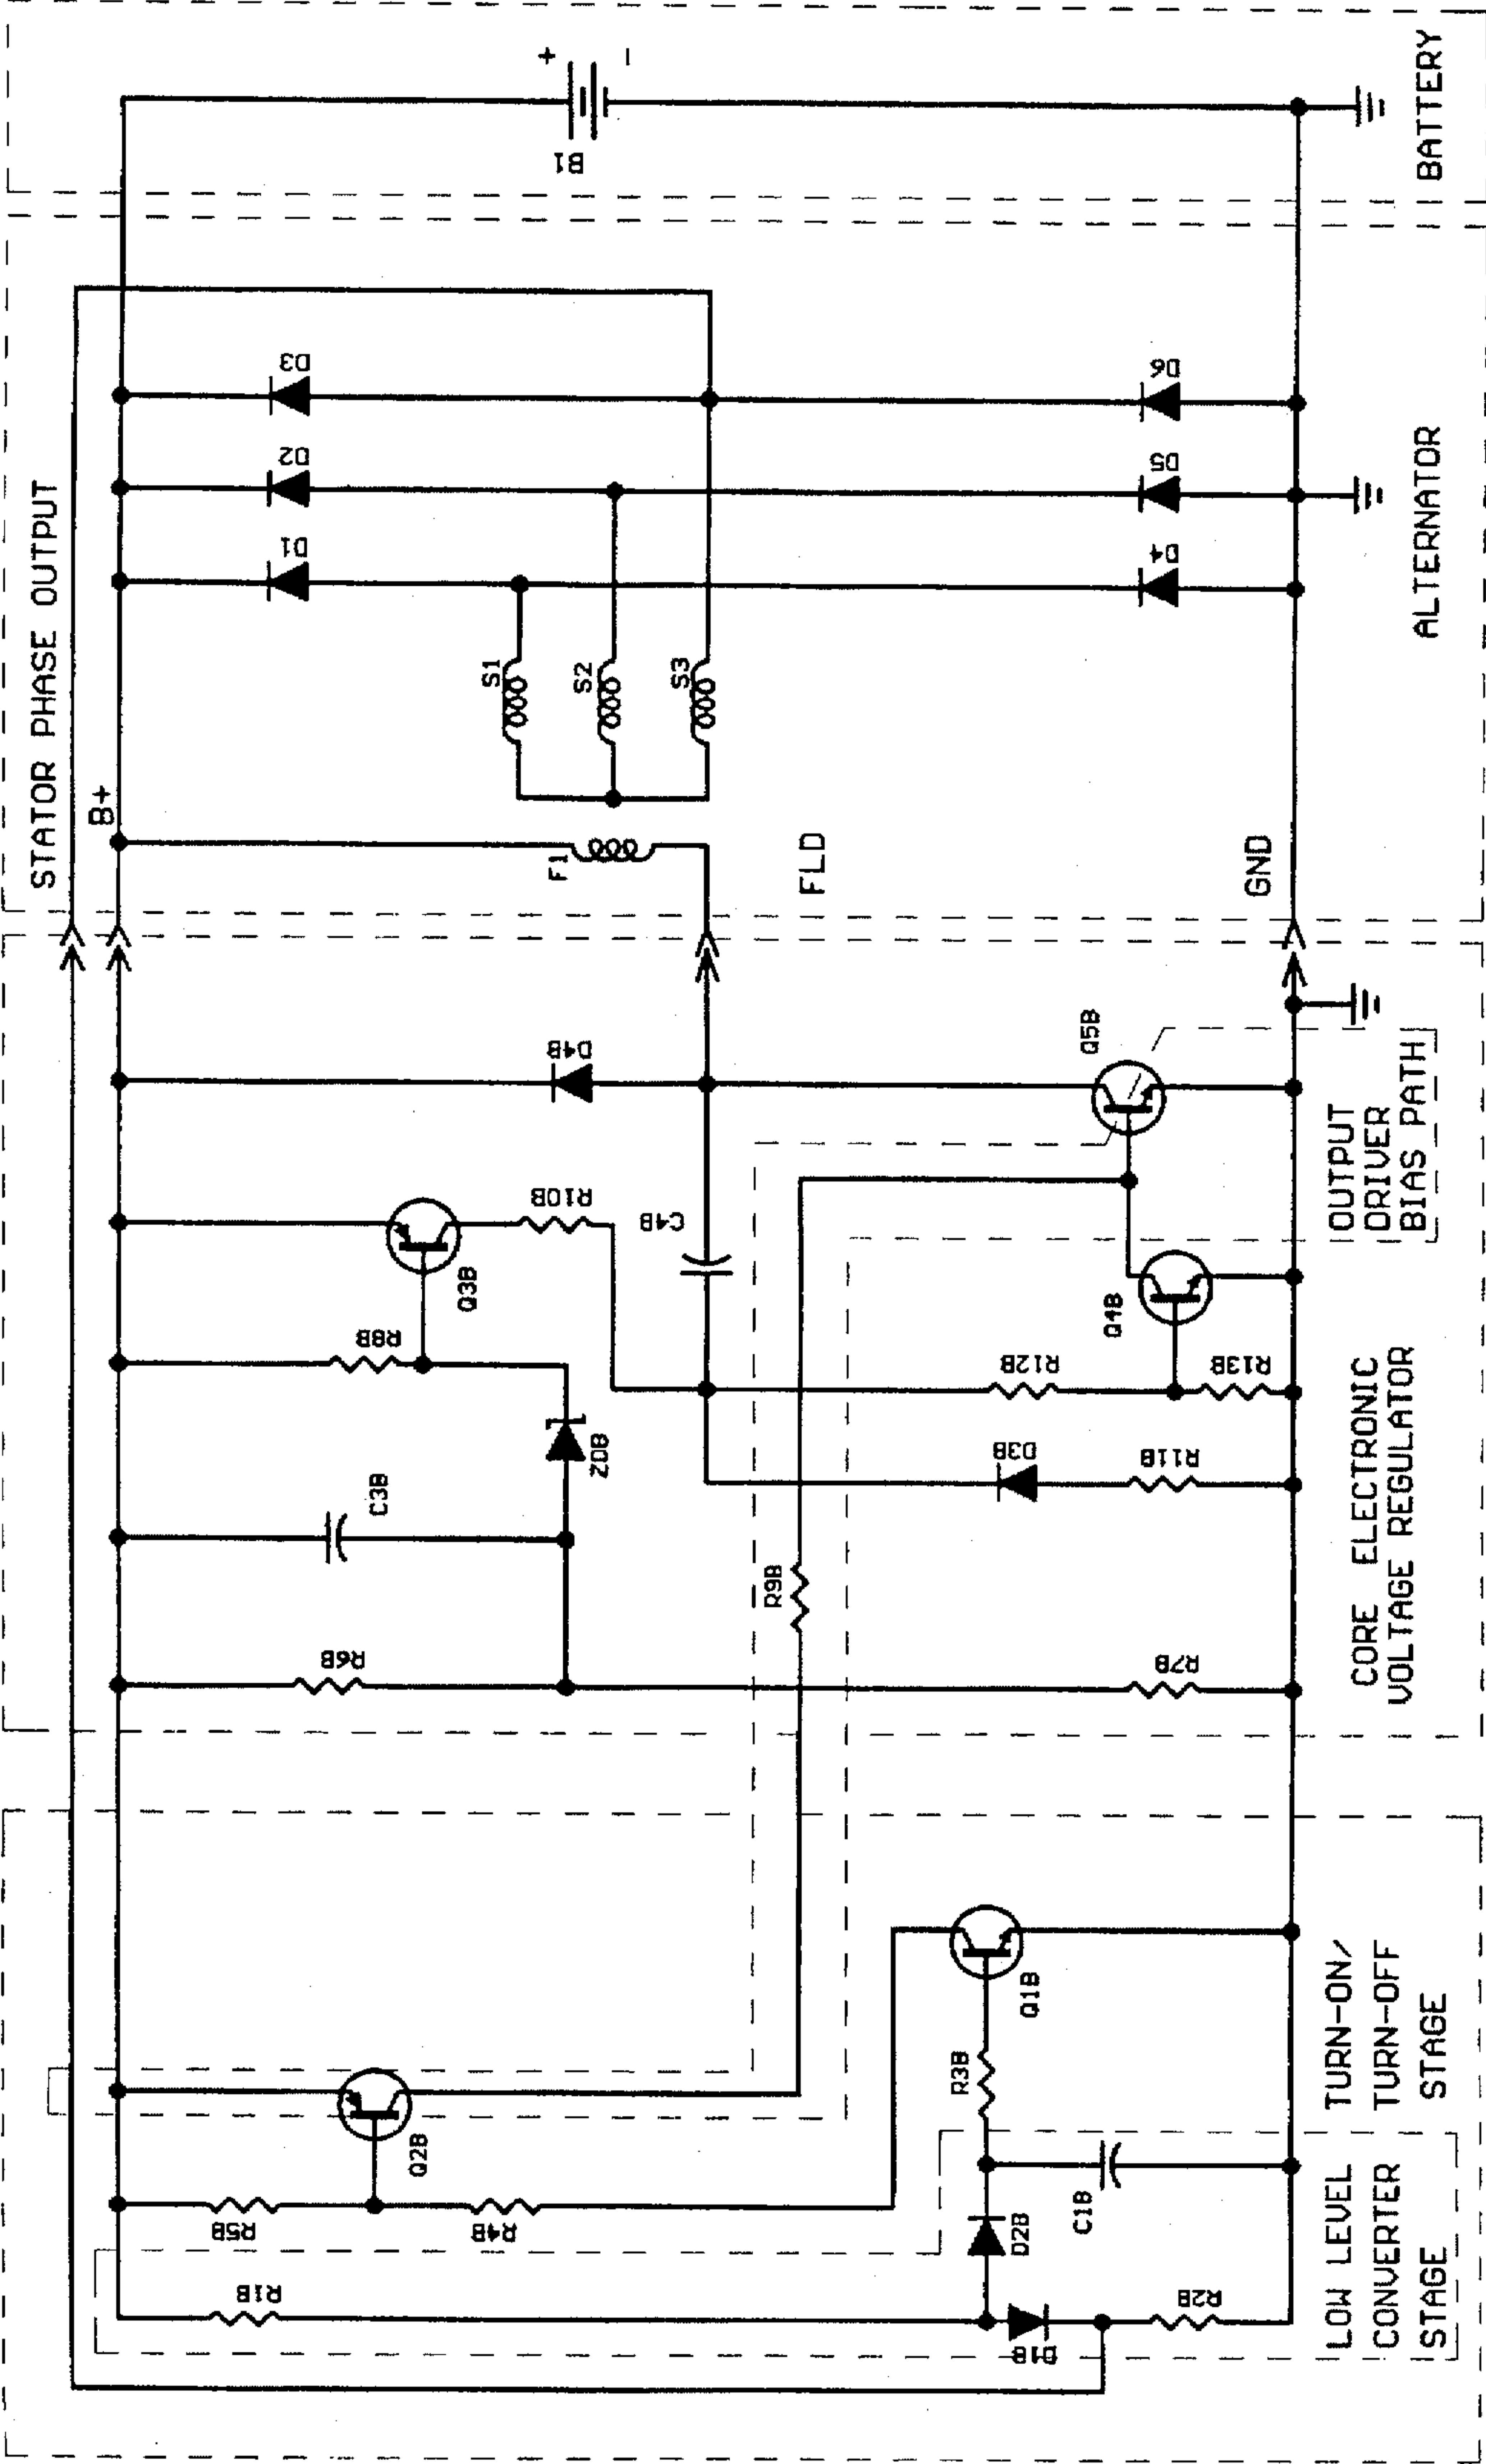 STATOR PHASE OUTPUT
B+
FLD
GND
+
-
B1
D3
D2
D1
D6
D5
D4
S1
S2
S3
F1
BATTERY
ALTERNATOR
D4B
Q5B
R10B
C4B
Q3B
R8B
Q4B
R12B
R13B
ZDB
D3B
R11B
C3B
R9B
R6B
R7B
OUTPUT
DRIVER
BIAS PATH
CORE ELECTRONIC
VOLTAGE REGULATOR
Q1B
R3B
Q2B
R5B
R4B
D2B
C1B
R1B
D1B
R2B
TURN-ON/
TURN-OFF
STAGE
LOW LEVEL
CONVERTER
STAGE